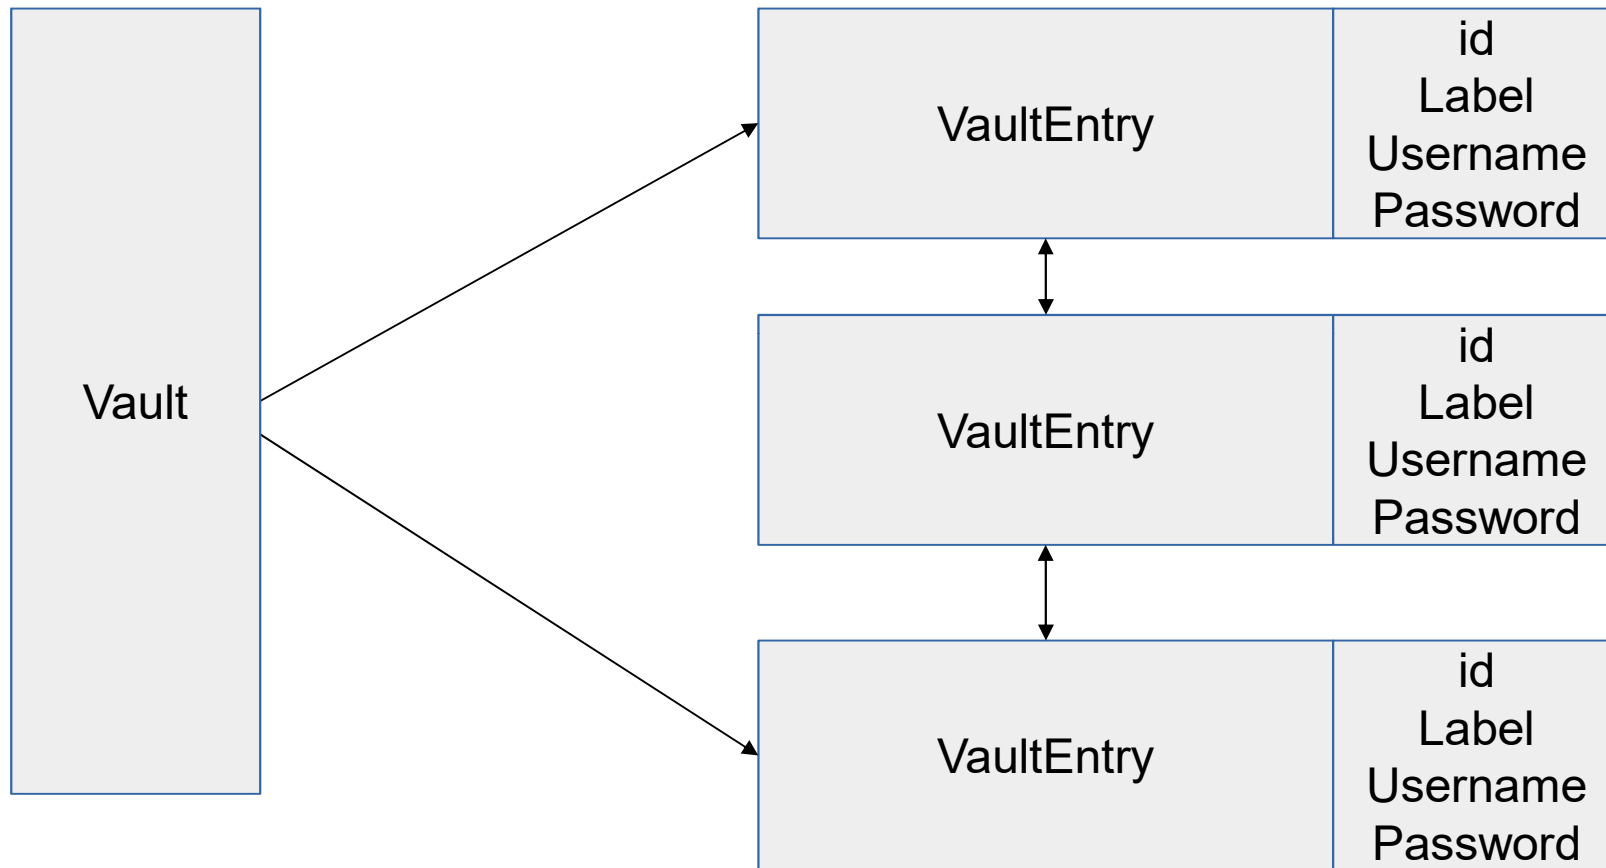 Vault
VaultEntry
id
Label
Username
Password
VaultEntry
id
Label
Username
Password
VaultEntry
id
Label
Username
Password